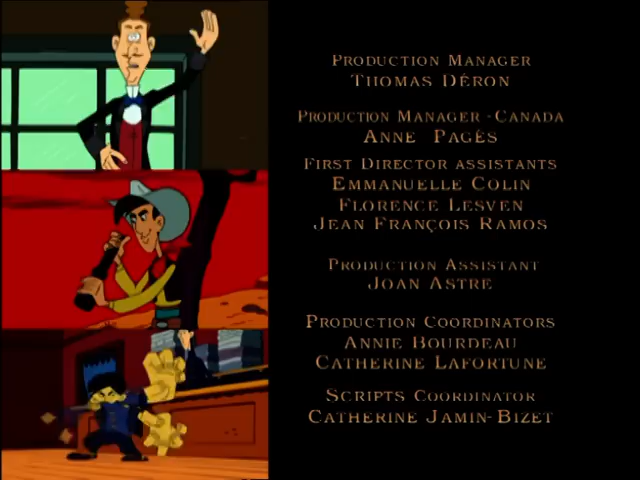 PRODUCTION MANAGER
THOMAS DÉRON
PRODUCTION MANAGER - CANADA
ANNE PAGÈS
FIRST DIRECTOR ASSISTANTS
EMMANUELLE COLIN
FLORENCE LESVEN
JEAN FRANÇOIS RAMOS
PRODUCTION ASSISTANT
JOAN ASTRE
PRODUCTION COORDINATORS
ANNIE BOURDEAU
CATHERINE LAFORTUNE
SCRIPTS COORDINATOR
CATHERINE JAMIN-BIZET